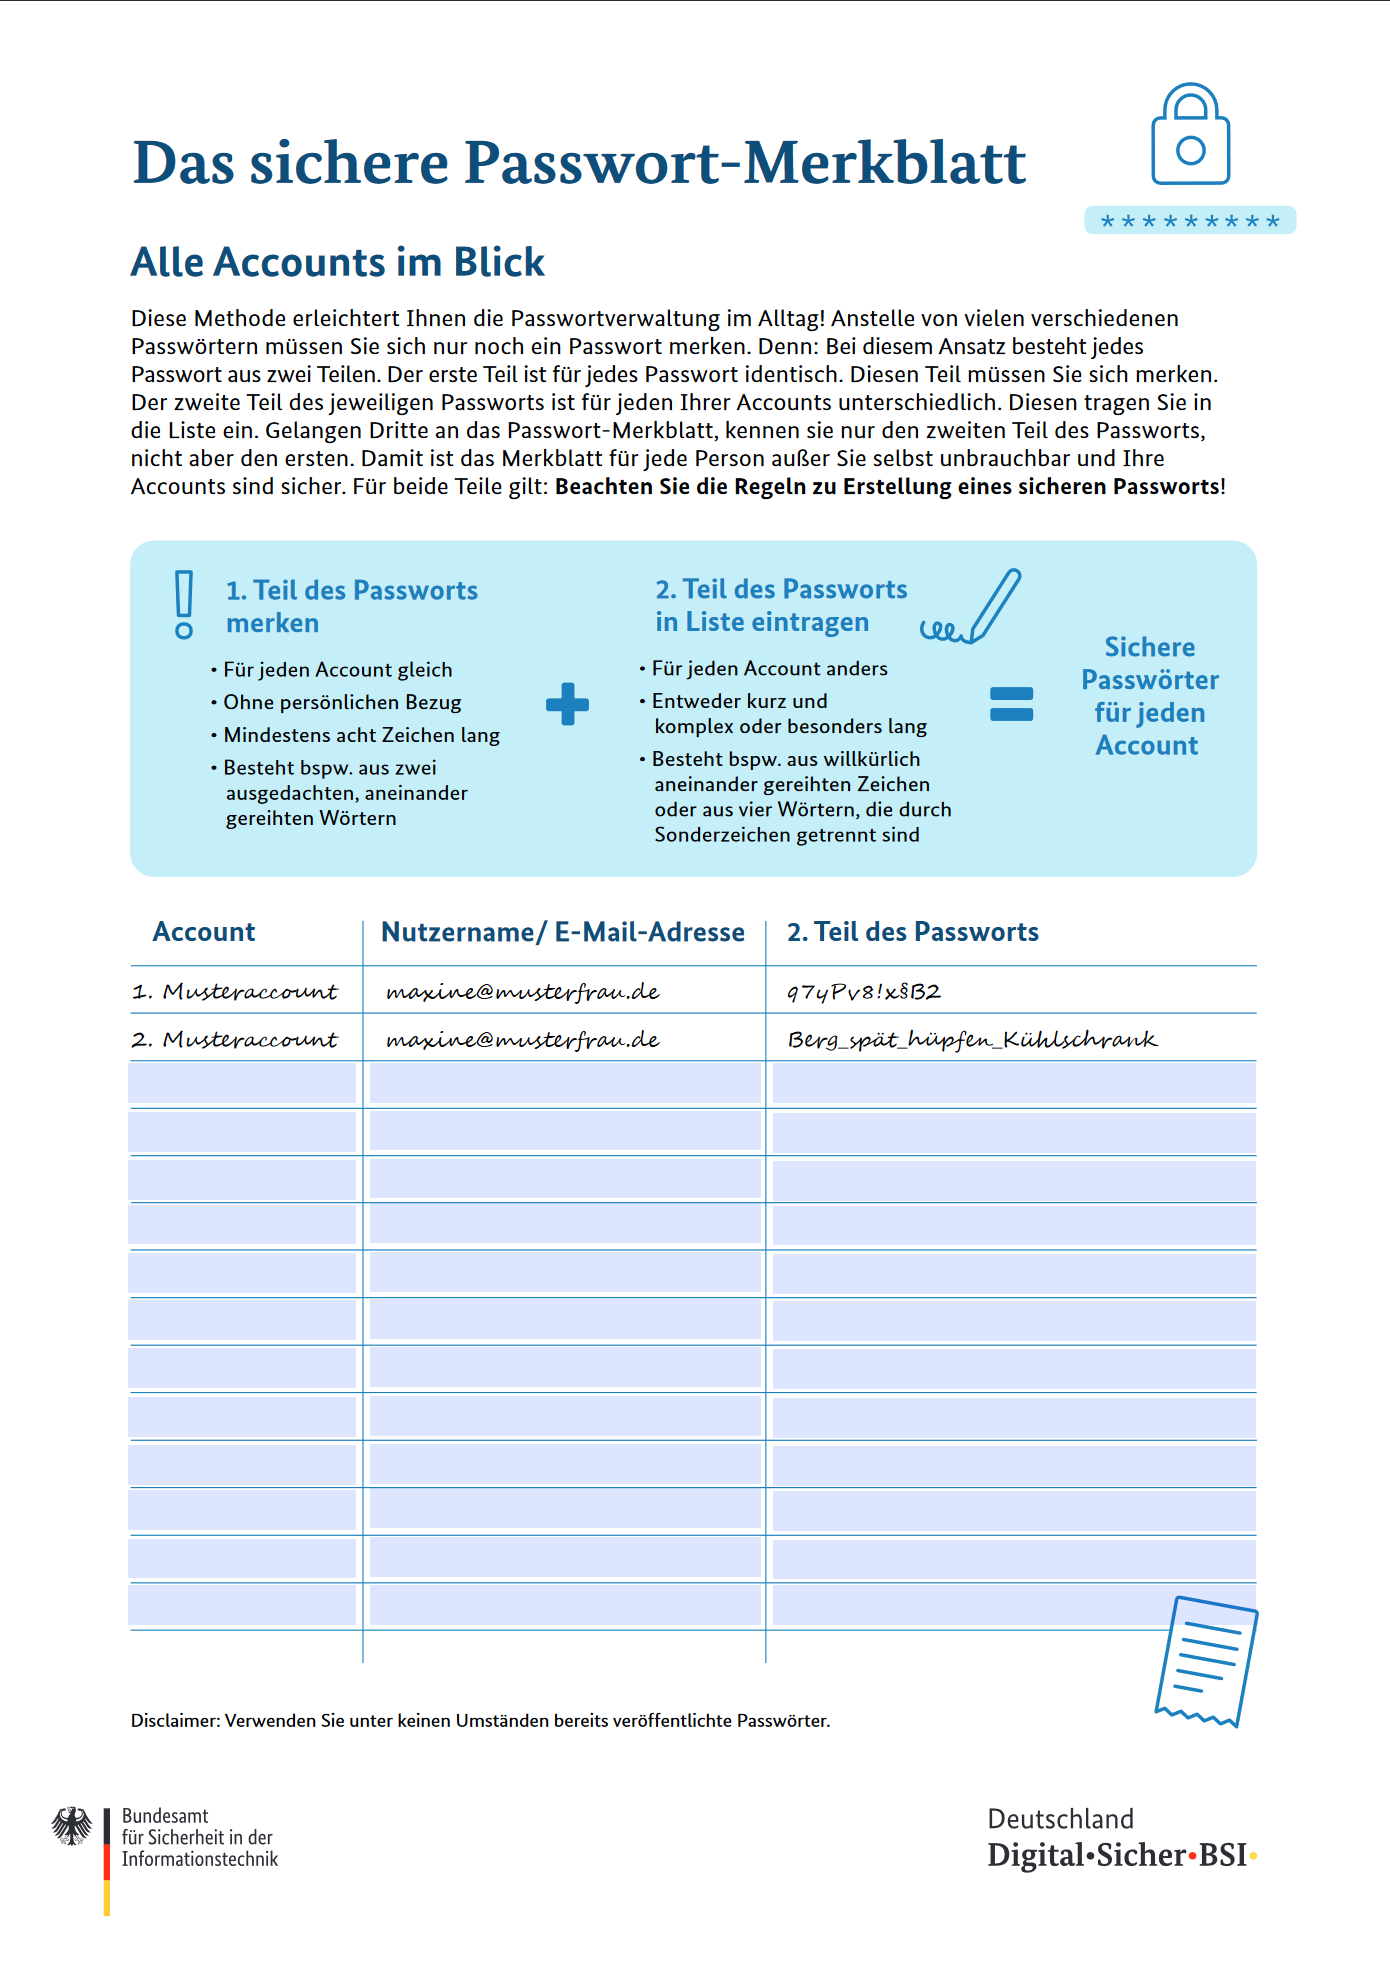 Das sichere Passwort-Merkblatt
*********
Alle Accounts im Blick
Diese Methode erleichtert Ihnen die Passwortverwaltung im Alltag! Anstelle von vielen verschiedenen
Passwörtern müssen Sie sich nur noch ein Passwort merken. Denn: Bei diesem Ansatz besteht jedes
Passwort aus zwei Teilen. Der erste Teil ist für jedes Passwort identisch. Diesen Teil müssen Sie sich merken.
Der zweite Teil des jeweiligen Passworts ist für jeden Ihrer Accounts unterschiedlich. Diesen tragen Sie in
die Liste ein. Gelangen Dritte an das Passwort-Merkblatt, kennen sie nur den zweiten Teil des Passworts,
nicht aber den ersten. Damit ist das Merkblatt für jede Person außer Sie selbst unbrauchbar und Ihre
Accounts sind sicher. Für beide Teile gilt: Beachten Sie die Regeln zu Erstellung eines sicheren Passworts!
1. Teil des Passworts
merken
• Für jeden Account gleich
• Ohne persönlichen Bezug
• Mindestens acht Zeichen lang
• Besteht bspw. aus zwei
ausgedachten, aneinander
gereihten Wörtern
2. Teil des Passworts
in Liste eintragen
• Für jeden Account anders
• Entweder kurz und
komplex oder besonders lang
• Besteht bspw. aus willkürlich
aneinander gereihten Zeichen
oder aus vier Wörtern, die durch
Sonderzeichen getrennt sind
Sichere
Passwörter
für jeden
Account
Account Nutzername/ E-Mail-Adresse 2. Teil des Passworts
1. Musteraccount maxine@musterfrau.de q7yPv8!x§B2
2. Musteraccount maxine@musterfrau.de Berg_spät_hüpfen_Kühlschrank
Disclaimer: Verwenden Sie unter keinen Umständen bereits veröffentlichte Passwörter.
Bundesamt
für Sicherheit in der
Informationstechnik
Deutschland
Digital•Sicher•BSI•